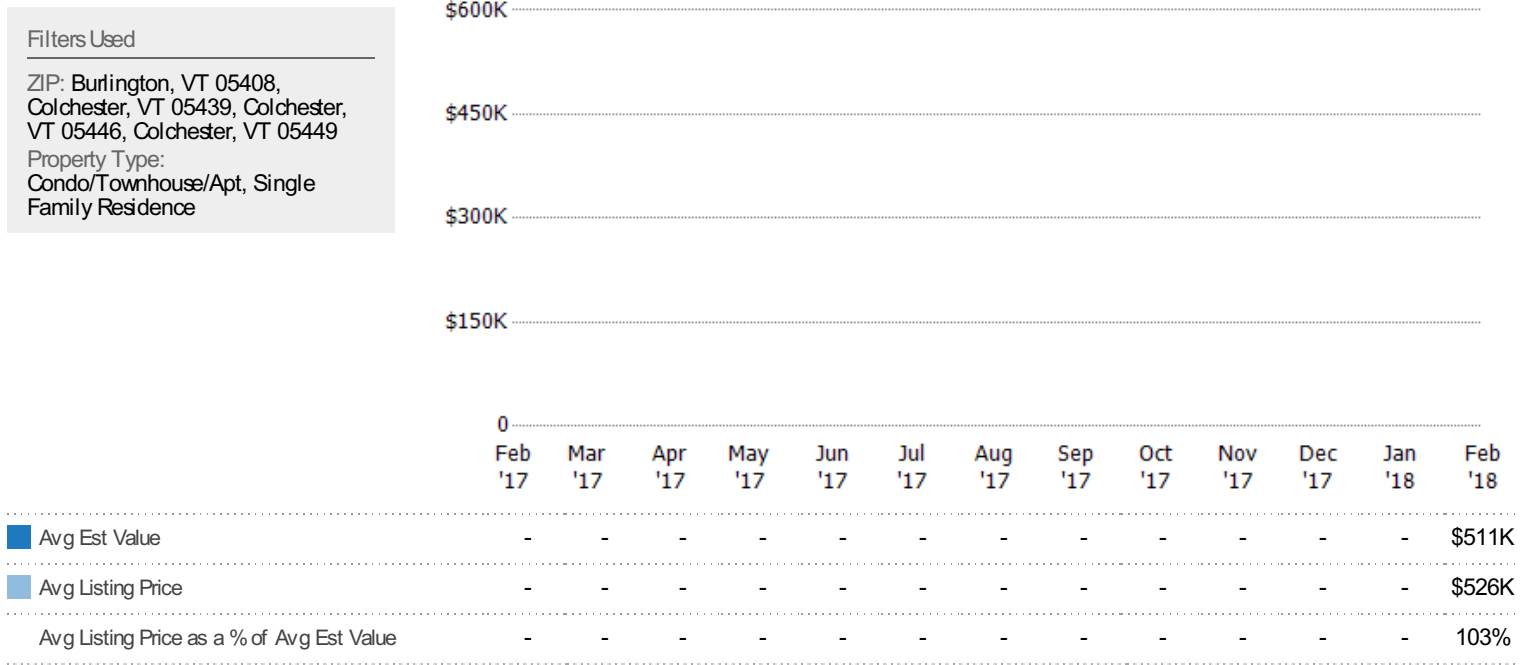 Filters Used
ZIP: Burlington, VT 05408,
Colchester, VT 05439, Colchester,
VT 05446, Colchester, VT 05449
Property Type:
Condo/Townhouse/Apt, Single
Family Residence
$600K
$450K
$300K
$150K
0
Feb Mar Apr May Jun Jul Aug Sep Oct Nov Dec Jan Feb
'17 '17 '17 '17 '17 '17 '17 '17 '17 '17 '17 '18 '18
Avg Est Value - - - - - - - - - - - - $511K
Avg Listing Price - - - - - - - - - - - - $526K
Avg Listing Price as a % of Avg Est Value - - - - - - - - - - - - 103%